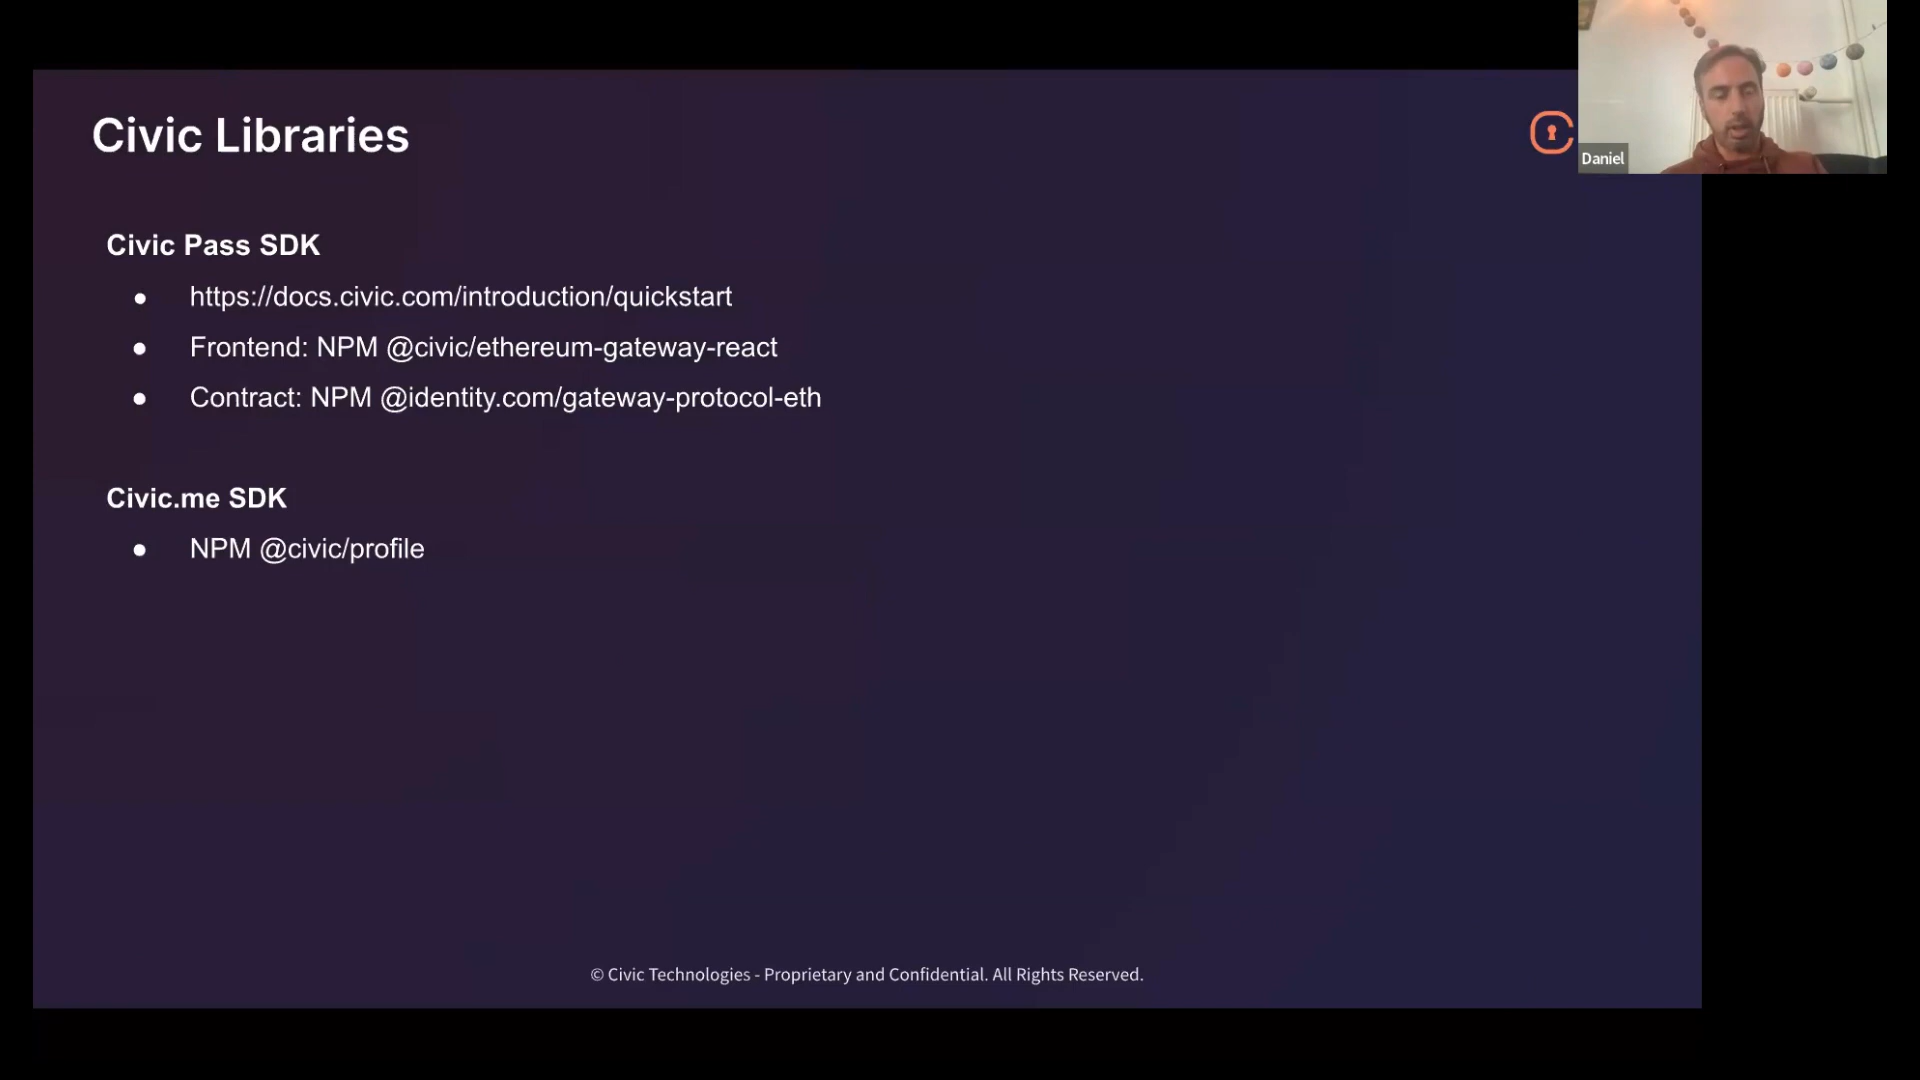 Civic Libraries
Daniel
Civic Pass SDK
● https://docs.civic.com/introduction/quickstart
● Frontend: NPM @civic/ethereum-gateway-react
● Contract: NPM @identity.com/gateway-protocol-eth
Civic.me SDK
● NPM @civic/profile
© Civic Technologies - Proprietary and Confidential. All Rights Reserved.